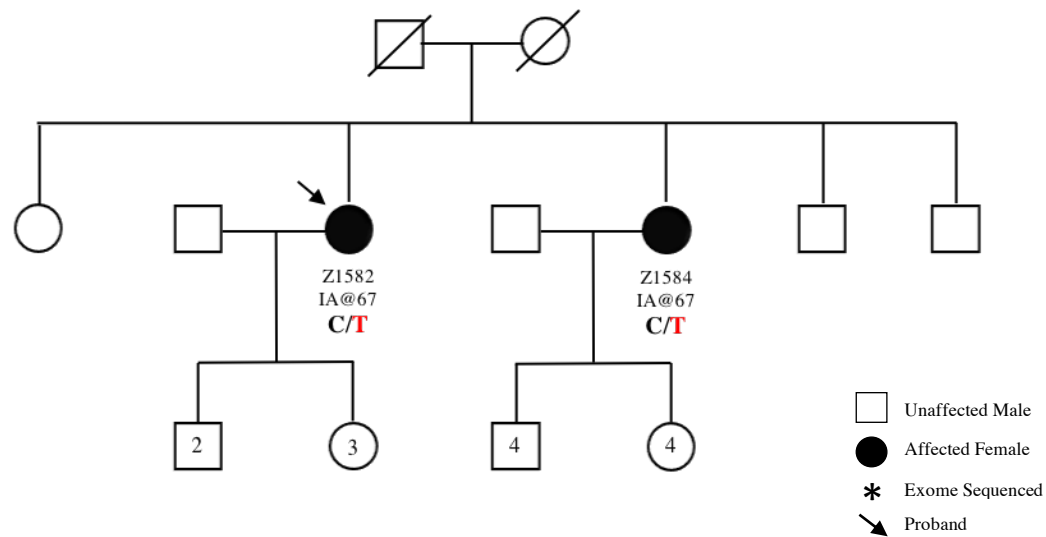 Z1582
IA@67
C/T
Z1584
IA@67
C/T
2
3
4
4
Unaffected Male
Affected Female
* Exome Sequenced
Proband